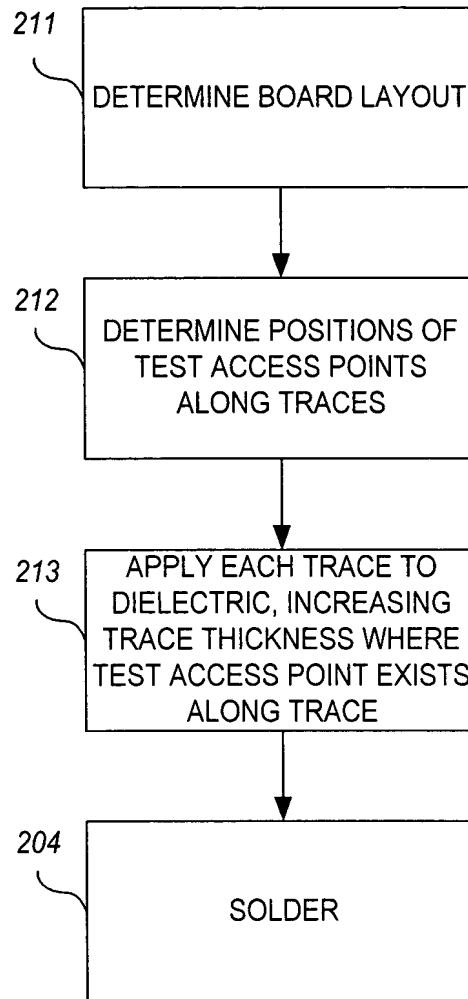 211
DETERMINE BOARD LAYOUT
212
DETERMINE POSITIONS OF
TEST ACCESS POINTS
ALONG TRACES
213
APPLY EACH TRACE TO
DIELECTRIC, INCREASING
TRACE THICKNESS WHERE
TEST ACCESS POINT EXISTS
ALONG TRACE
204
SOLDER